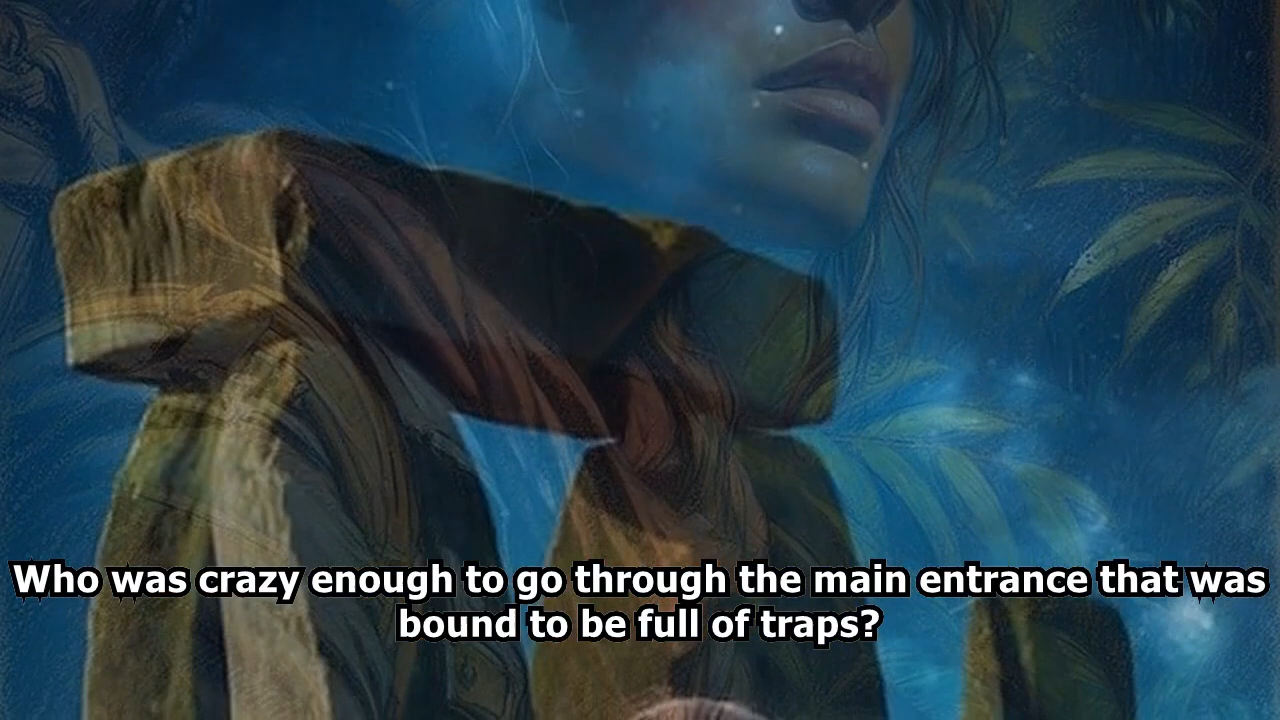 Who was crazy enough to go through the main entrance that was
bound to be full of traps?